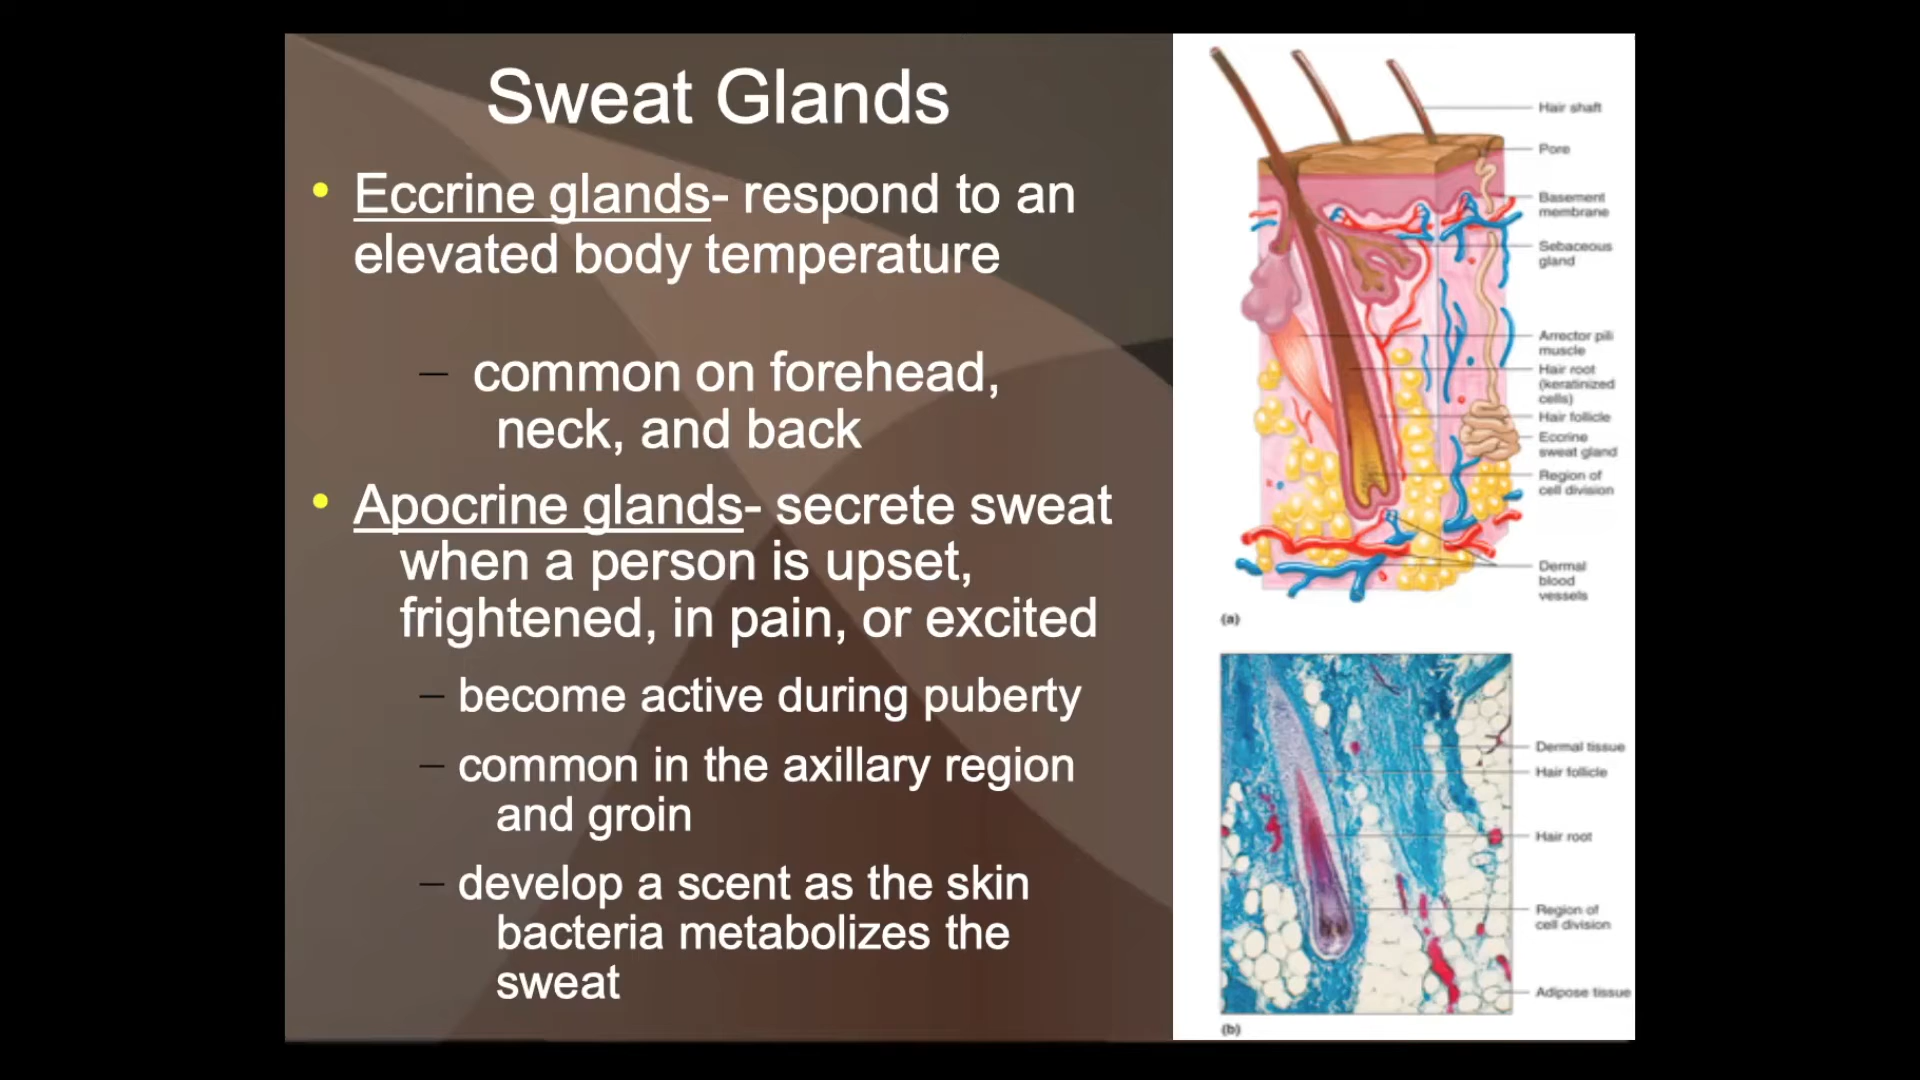 Sweat Glands
• Eccrine glands- respond to an
elevated body temperature
– common on forehead,
neck, and back
• Apocrine glands- secrete sweat
when a person is upset,
frightened, in pain, or excited
– become active during puberty
– common in the axillary region
and groin
– develop a scent as the skin
bacteria metabolizes the
sweat
Hair shaft
Pore
Basement
membrane
Sebaceous
gland
Arrector pili
muscle
Hair root
(keratinized
cells)
Hair follicle
Eccrine
sweat gland
Region of
cell division
Dermal
blood
vessels
(a)
Dermal tissue
Hair follicle
Hair root
Region of
cell division
Adipose tissue
(b)